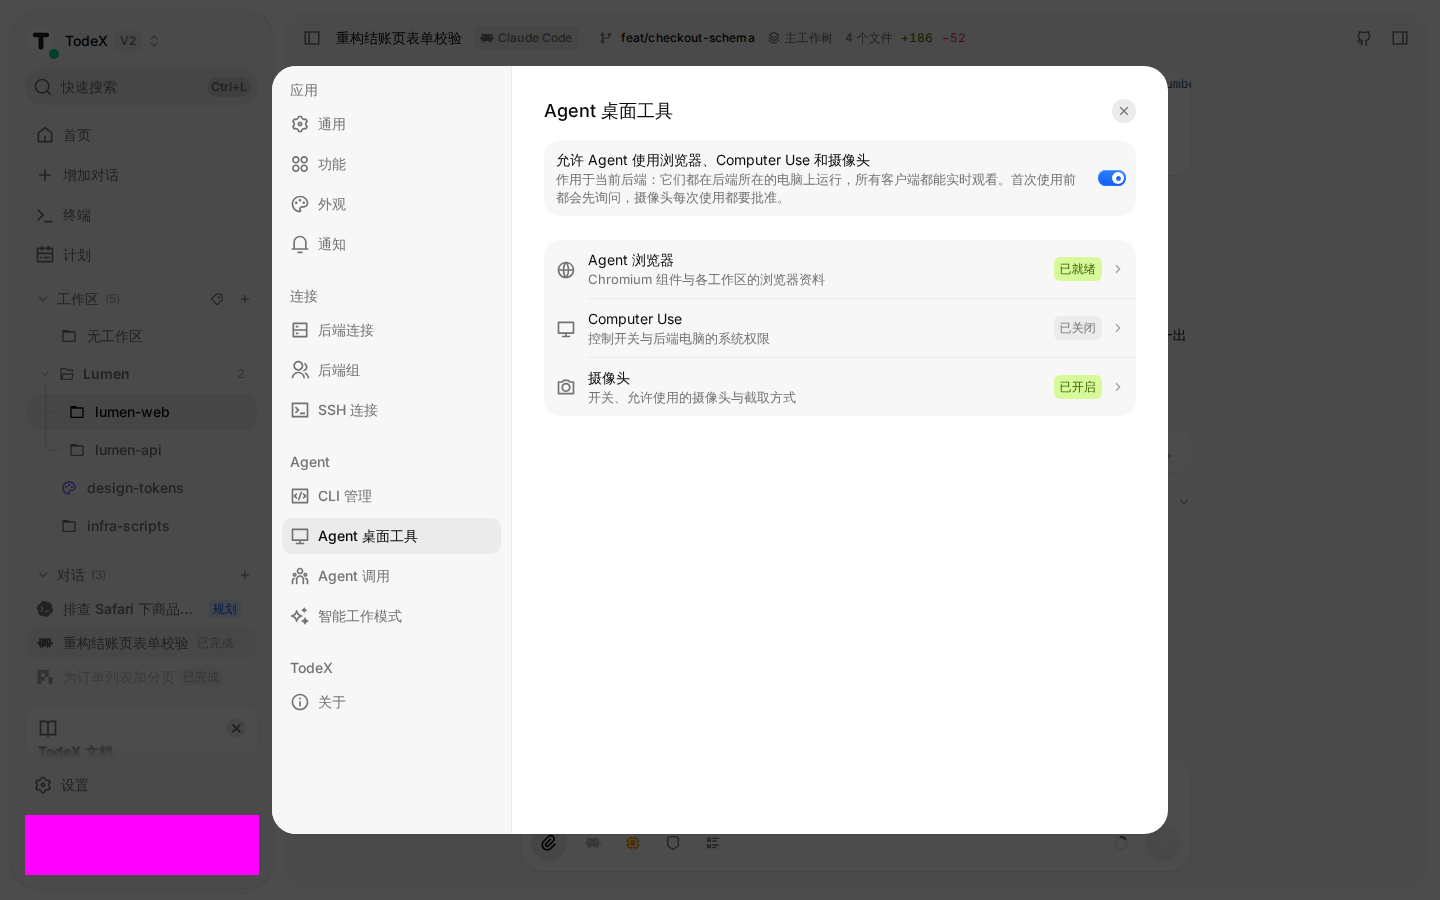 TodeX V2
快速搜索 Ctrl+L
首页
增加对话
终端
计划
工作区 (5)
无工作区
Lumen 2
lumen-web
lumen-api
design-tokens
infra-scripts
对话 (3)
排查 Safari 下商品... 规划
重构结账页表单校验 已完成
为订单列表加分页 已完成
TodeX 文档
设置
重构结账页表单校验 Claude Code feat/checkout-schema 主工作树 4 个文件 +186 −52
应用
通用
功能
外观
通知
连接
后端连接
后端组
SSH 连接
Agent
CLI 管理
Agent 桌面工具
Agent 调用
智能工作模式
TodeX
关于
Agent 桌面工具
允许 Agent 使用浏览器、Computer Use 和摄像头
作用于当前后端：它们都在后端所在的电脑上运行，所有客户端都能实时观看。首次使用前
都会先询问，摄像头每次使用都要批准。
Agent 浏览器
Chromium 组件与各工作区的浏览器资料
已就绪
Computer Use
控制开关与后端电脑的系统权限
已关闭
摄像头
开关、允许使用的摄像头与截取方式
已开启